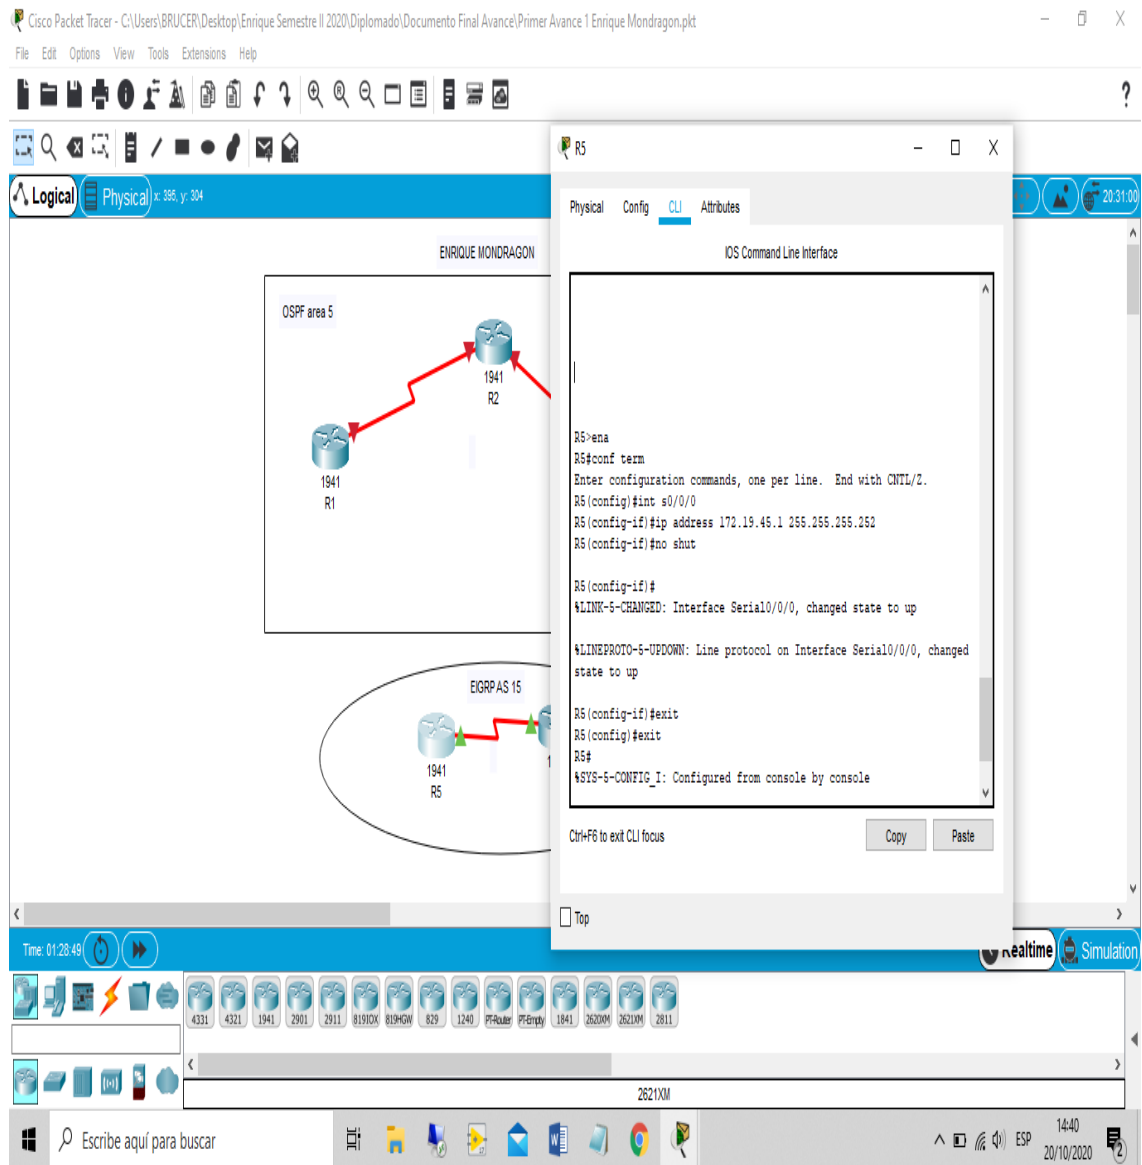 Cisco Packet Tracer - C:\Users\BRUCER\Desktop\Enrique Semestre II 2020\Diplomado\Documento Final Avance\Primer Avance 1 Enrique Mondragon.pkt
File Edit Options View Tools Extensions Help
?
R5
Logical Physical x: 395, y: 304
20:31:00
Physical Config CLI Attributes
IOS Command Line Interface
ENRIQUE MONDRAGON
OSPF area 5
1941
R2
1941
R1
EIGRP AS 15
1941
R5
1
R5>ena
R5#conf term
Enter configuration commands, one per line. End with CNTL/Z.
R5(config)#int s0/0/0
R5(config-if)#ip address 172.19.45.1 255.255.255.252
R5(config-if)#no shut
R5(config-if)#
%LINK-5-CHANGED: Interface Serial0/0/0, changed state to up
%LINEPROTO-5-UPDOWN: Line protocol on Interface Serial0/0/0, changed
state to up
R5(config-if)#exit
R5(config)#exit
R5#
%SYS-5-CONFIG_I: Configured from console by console
Ctrl+F6 to exit CLI focus
Copy Paste
Top
Time: 01:28:49
Realtime Simulation
4331 4321 1941 2901 2911 819IOX 819HGW 829 1240 PT-Router PT-Empty 1841 2620XM 2621XM 2811
2621XM
Escribe aquí para buscar
ESP
14:40
20/10/2020
2